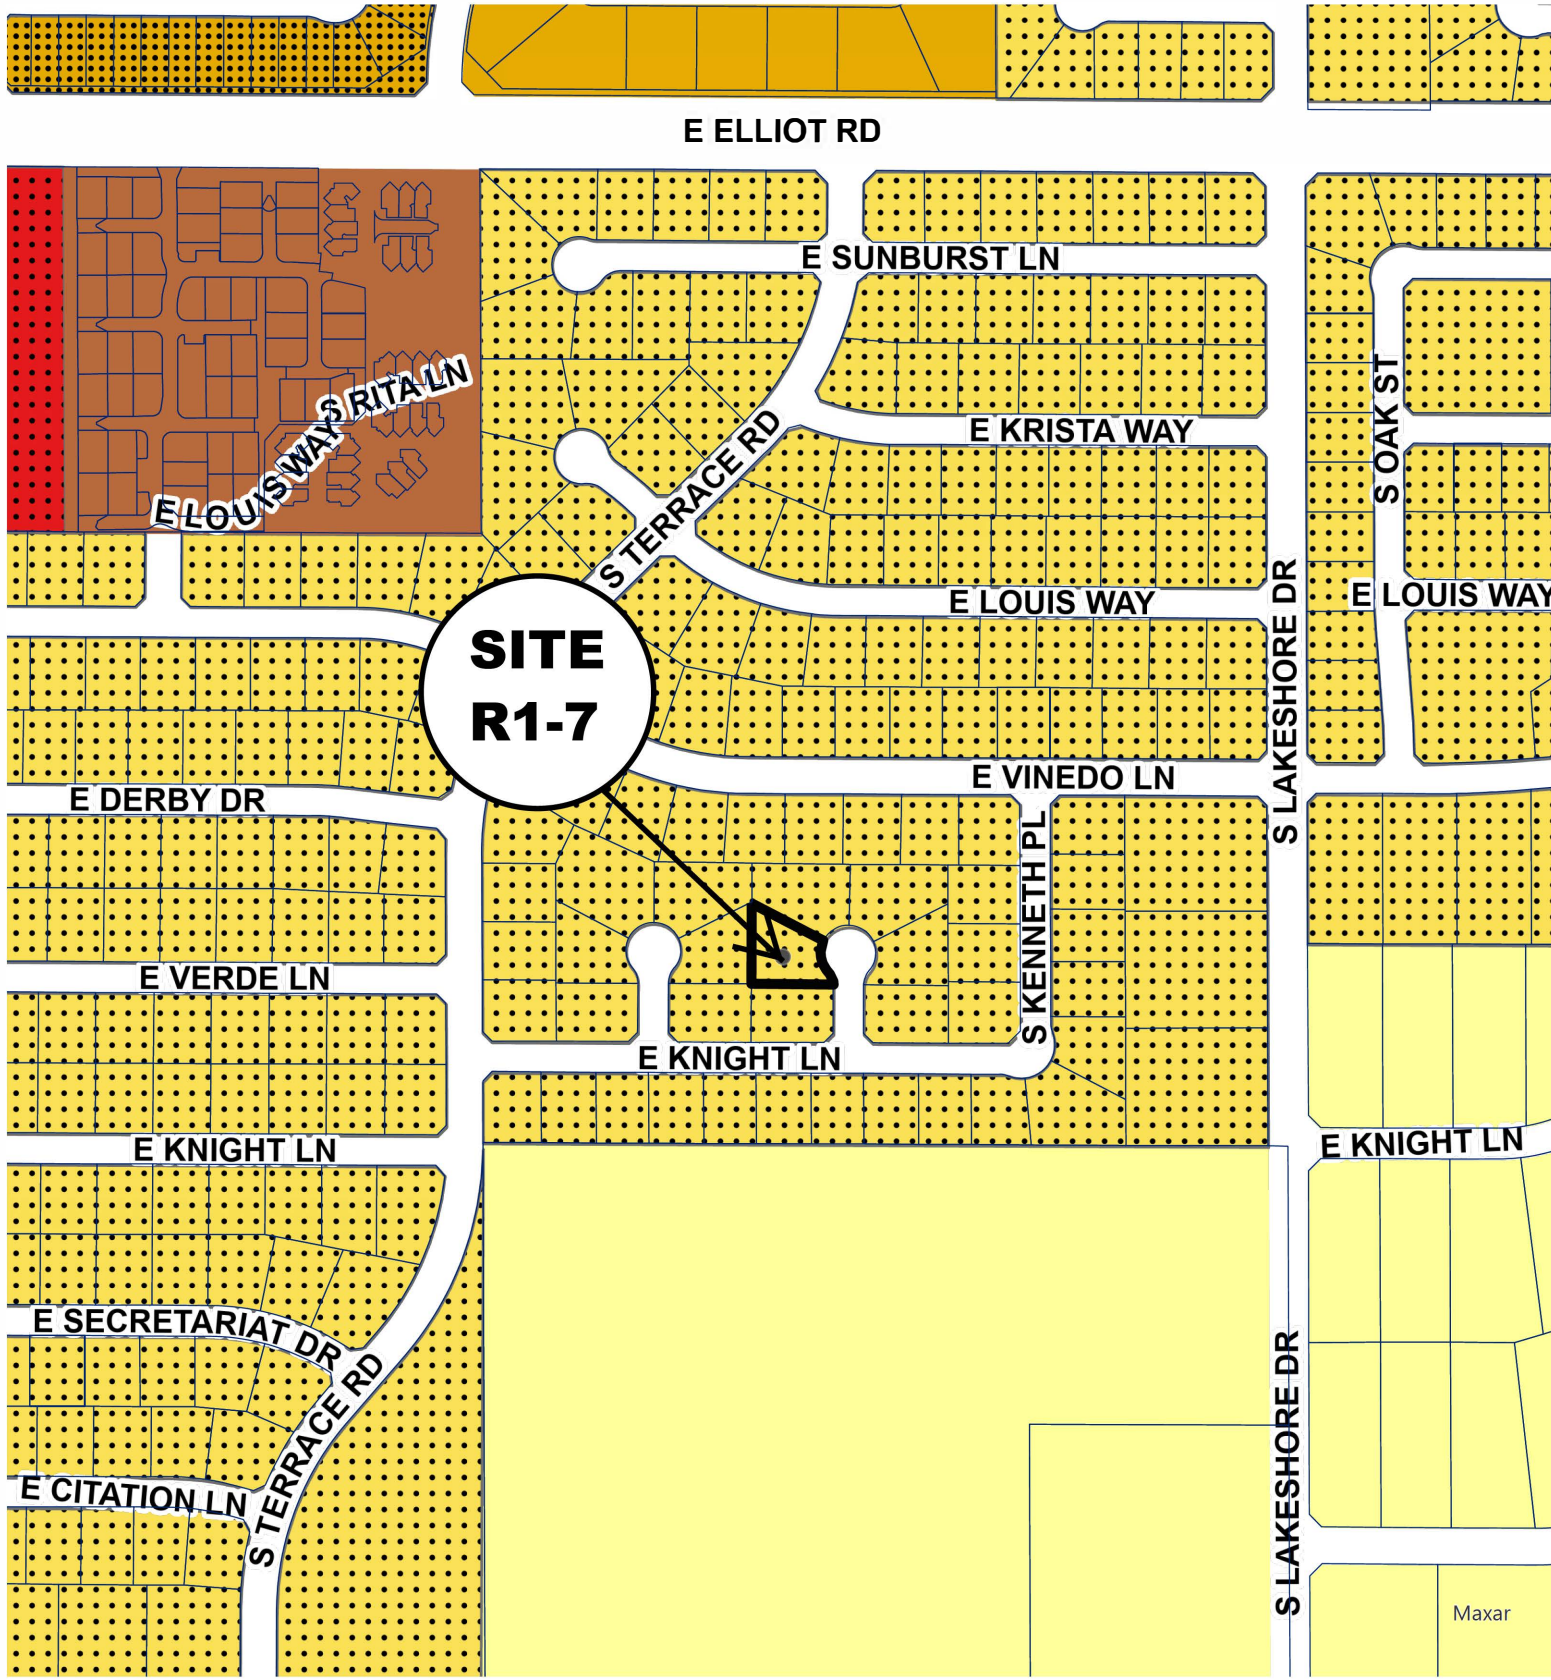 E ELLIOT RD
E SUNBURST LN
S RITA LN
E LOUIS WAY
S TERRACE RD
E KRISTA WAY
S OAK ST
E LOUIS WAY
E LOUIS WAY
S LAKESHORE DR
SITE
R1-7
E VINEDO LN
E DERBY DR
S KENNETH PL
E VERDE LN
E KNIGHT LN
E KNIGHT LN
E KNIGHT LN
E SECRETARIAT DR
S TERRACE RD
S LAKESHORE DR
E CITATION LN
Maxar